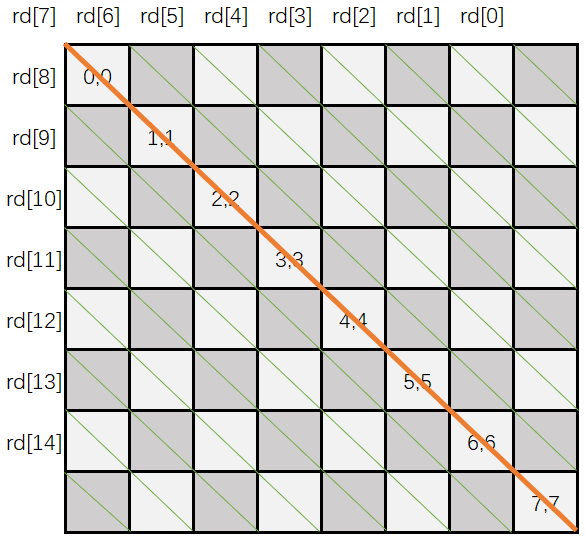 rd[7] rd[6] rd[5] rd[4] rd[3] rd[2] rd[1] rd[0]
rd[8] 0,0
rd[9] 1,1
rd[10] 2,2
rd[11] 3,3
rd[12] 4,4
rd[13] 5,5
rd[14] 6,6
7,7